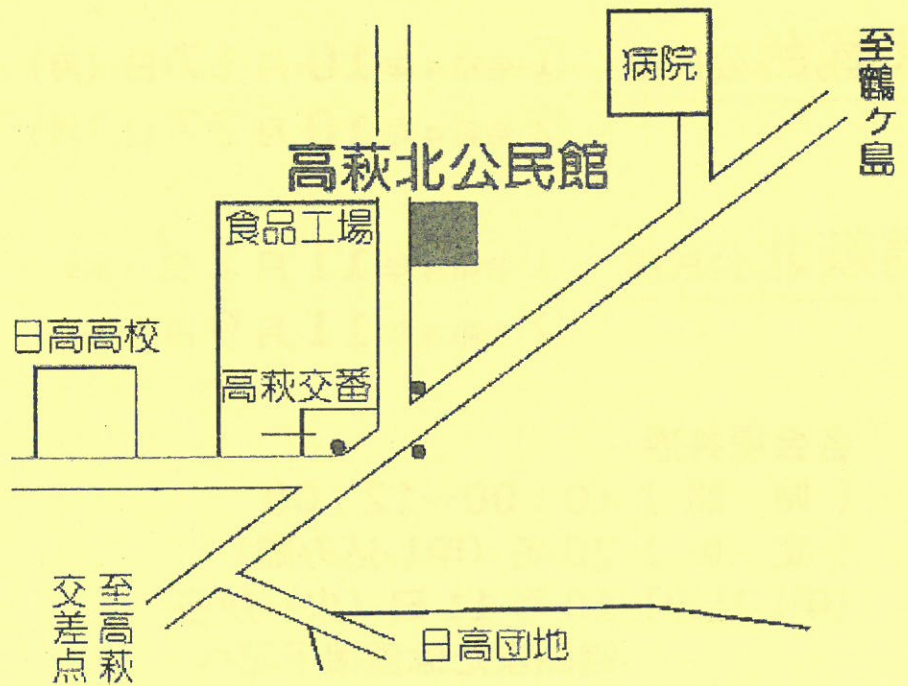 病院
至鶴ヶ島
高萩北公民館
食品工場
日高高校
高萩交番
至高萩
交差点
日高団地